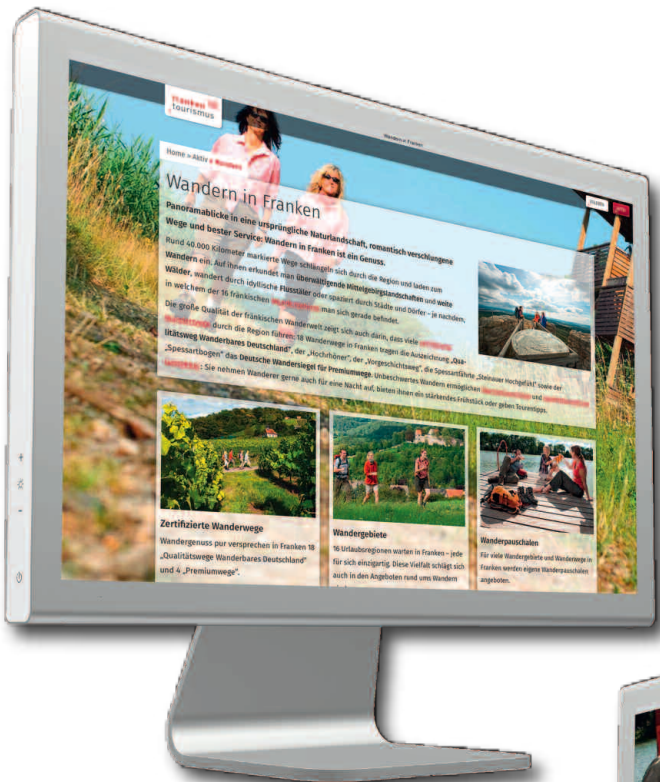 tourismus
Wandern in Franken
Home » Aktiv
Wandern in Franken
Panoramablicke in eine ursprüngliche Naturlandschaft, romantisch verschlungene
Wege und bester Service: Wandern in Franken ist ein Genuss.
Rund 40.000 Kilometer markierte Wege schlängeln sich durch die Region und laden zum
Wandern ein. Auf ihnen erkundet man überwältigende Mittelgebirgslandschaften und weite
Wälder, wandert durch idyllische Flusstäler oder spaziert durch Städte und Dörfer – je nachdem,
in welchem der 16 fränkischen man sich gerade befindet.
Die große Qualität der fränkischen Wanderwelt zeigt sich auch darin, dass viele
durch die Region führen: 18 Wanderwege in Franken tragen die Auszeichnung „Qua-
litätsweg Wanderbares Deutschland", der „Hochrhöner", der „Vorgeschichtsweg", die Spessartfährte „Steinauer Hochgefühl" sowie der
„Spessartbogen" das Deutsche Wandersiegel für Premiumwege. Unbeschwertes Wandern ermöglichen und
: Sie nehmen Wanderer gerne auch für eine Nacht auf, bieten ihnen ein stärkendes Frühstück oder geben Tourentipps.
Zertifizierte Wanderwege
Wandergenuss pur versprechen in Franken 18
„Qualitätswege Wanderbares Deutschland"
und 4 „Premiumwege".
Wandergebiete
16 Urlaubsregionen warten in Franken – jede
für sich einzigartig. Diese Vielfalt schlägt sich
auch in den Angeboten rund ums Wandern
Wanderpauschalen
Für viele Wandergebiete und Wanderwege in
Franken werden eigene Wanderpauschalen
angeboten.